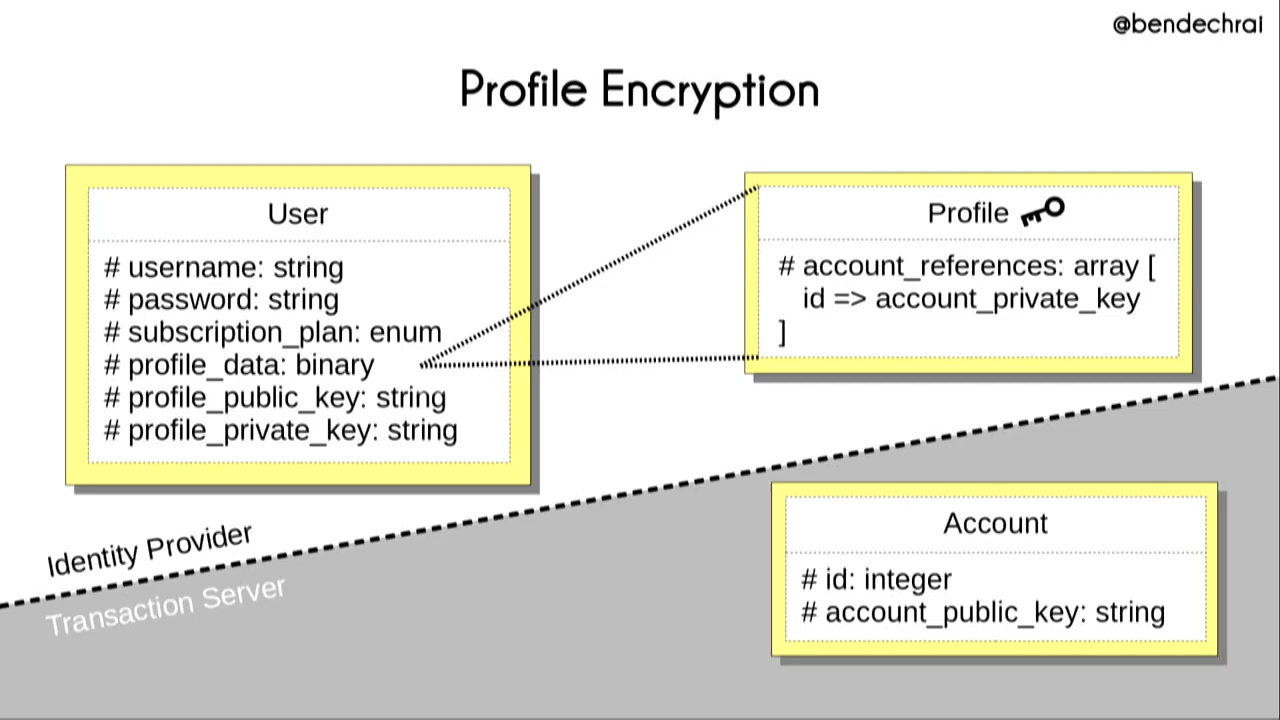 @bendechrai
Profile Encryption
User
# username: string
# password: string
# subscription_plan: enum
# profile_data: binary
# profile_public_key: string
# profile_private_key: string
Profile
# account_references: array [
id => account_private_key
]
Identity Provider
Transaction Server
Account
# id: integer
# account_public_key: string